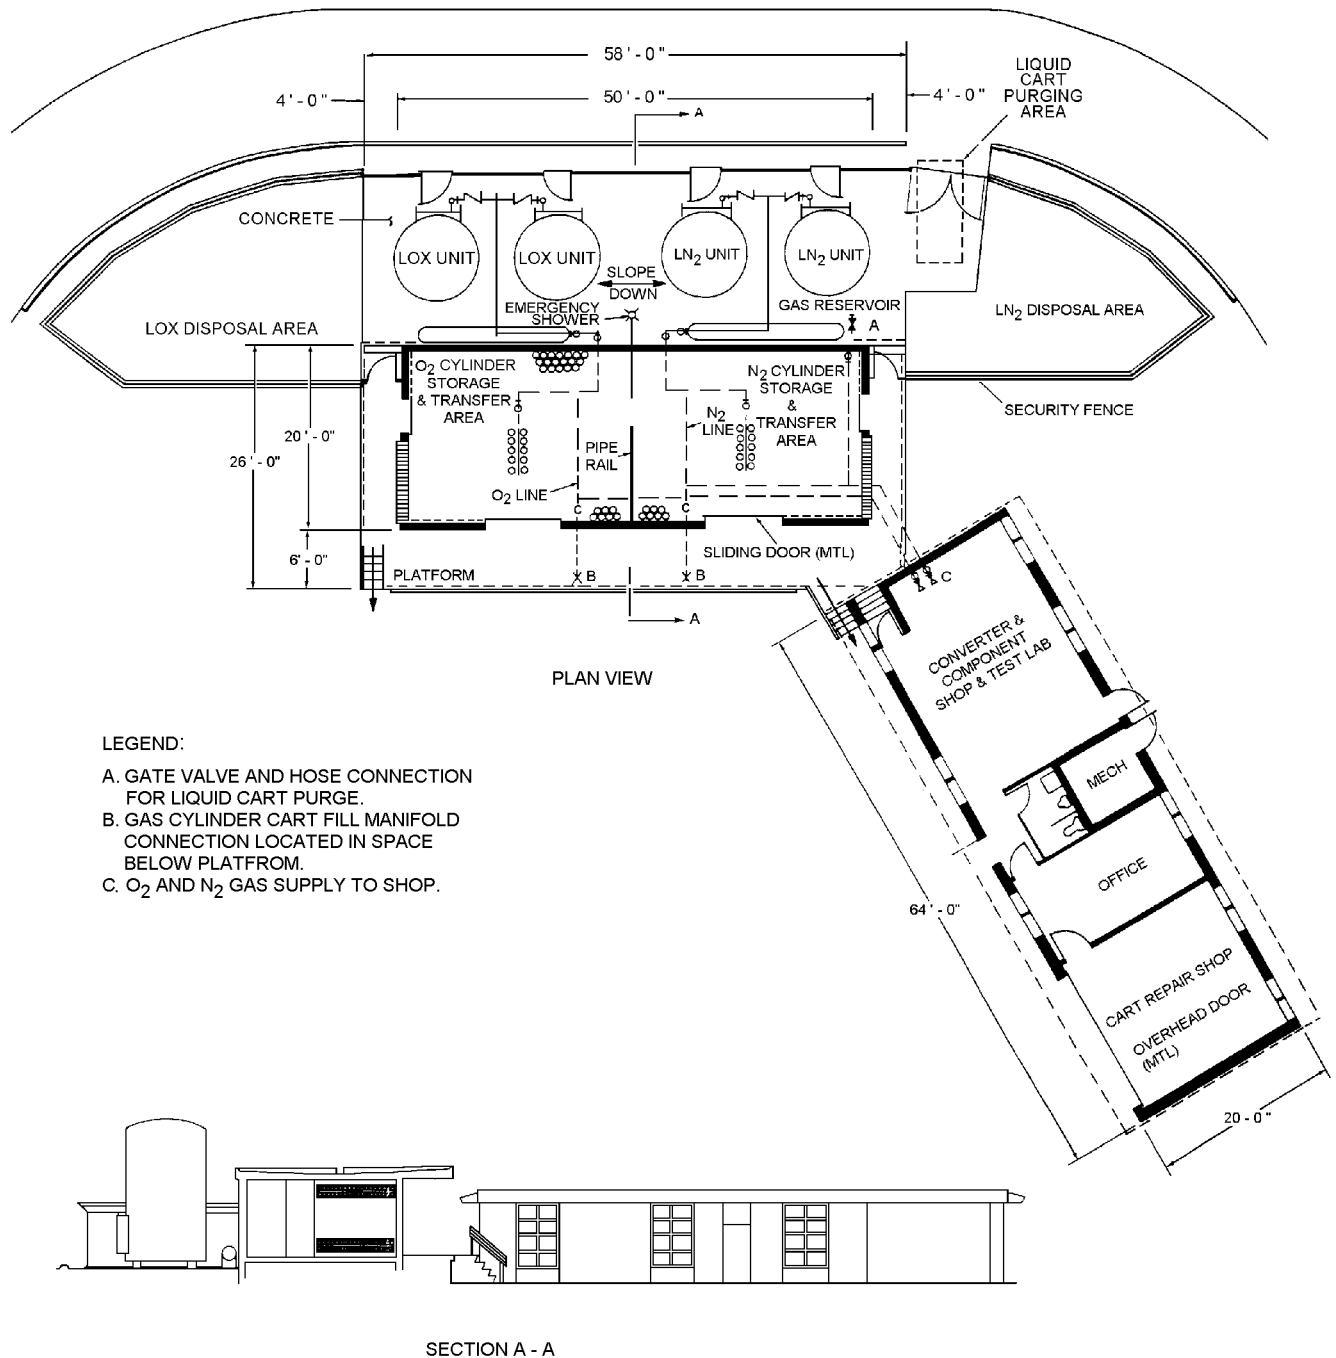 58'-0"
LIQUID
CART
PURGING
AREA
4'-0"
50'-0"
4'-0"
A
CONCRETE
LOX UNIT
LOX UNIT
LN2 UNIT
LN2 UNIT
SLOPE
DOWN
EMERGENCY
SHOWER
GAS RESERVOIR
A
LOX DISPOSAL AREA
LN2 DISPOSAL AREA
O2 CYLINDER
STORAGE
& TRANSFER
AREA
N2 CYLINDER
STORAGE
&
TRANSFER
AREA
N2
LINE
SECURITY FENCE
20'-0"
26'-0"
PIPE
RAIL
O2 LINE
C
C
6'-0"
PLATFORM
B
B
SLIDING DOOR (MTL)
C
A
CONVERTER &
COMPONENT
SHOP & TEST LAB
PLAN VIEW
MECH
OFFICE
64'-0"
CART REPAIR SHOP
OVERHEAD DOOR
(MTL)
20-0"
LEGEND:
A. GATE VALVE AND HOSE CONNECTION
FOR LIQUID CART PURGE.
B. GAS CYLINDER CART FILL MANIFOLD
CONNECTION LOCATED IN SPACE
BELOW PLATFROM.
C. O2 AND N2 GAS SUPPLY TO SHOP.
SECTION A - A